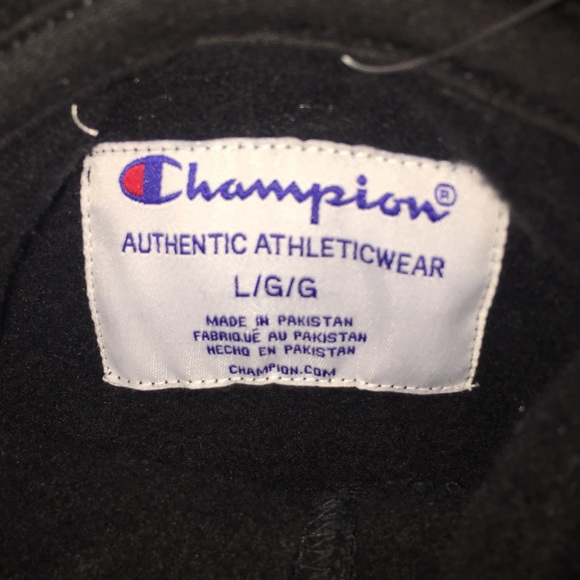 Champion®
AUTHENTIC ATHLETICWEAR
L/G/G
MADE IN PAKISTAN
FABRIQUÉ AU PAKISTAN
HECHO EN PAKISTAN
CHAMPION.COM